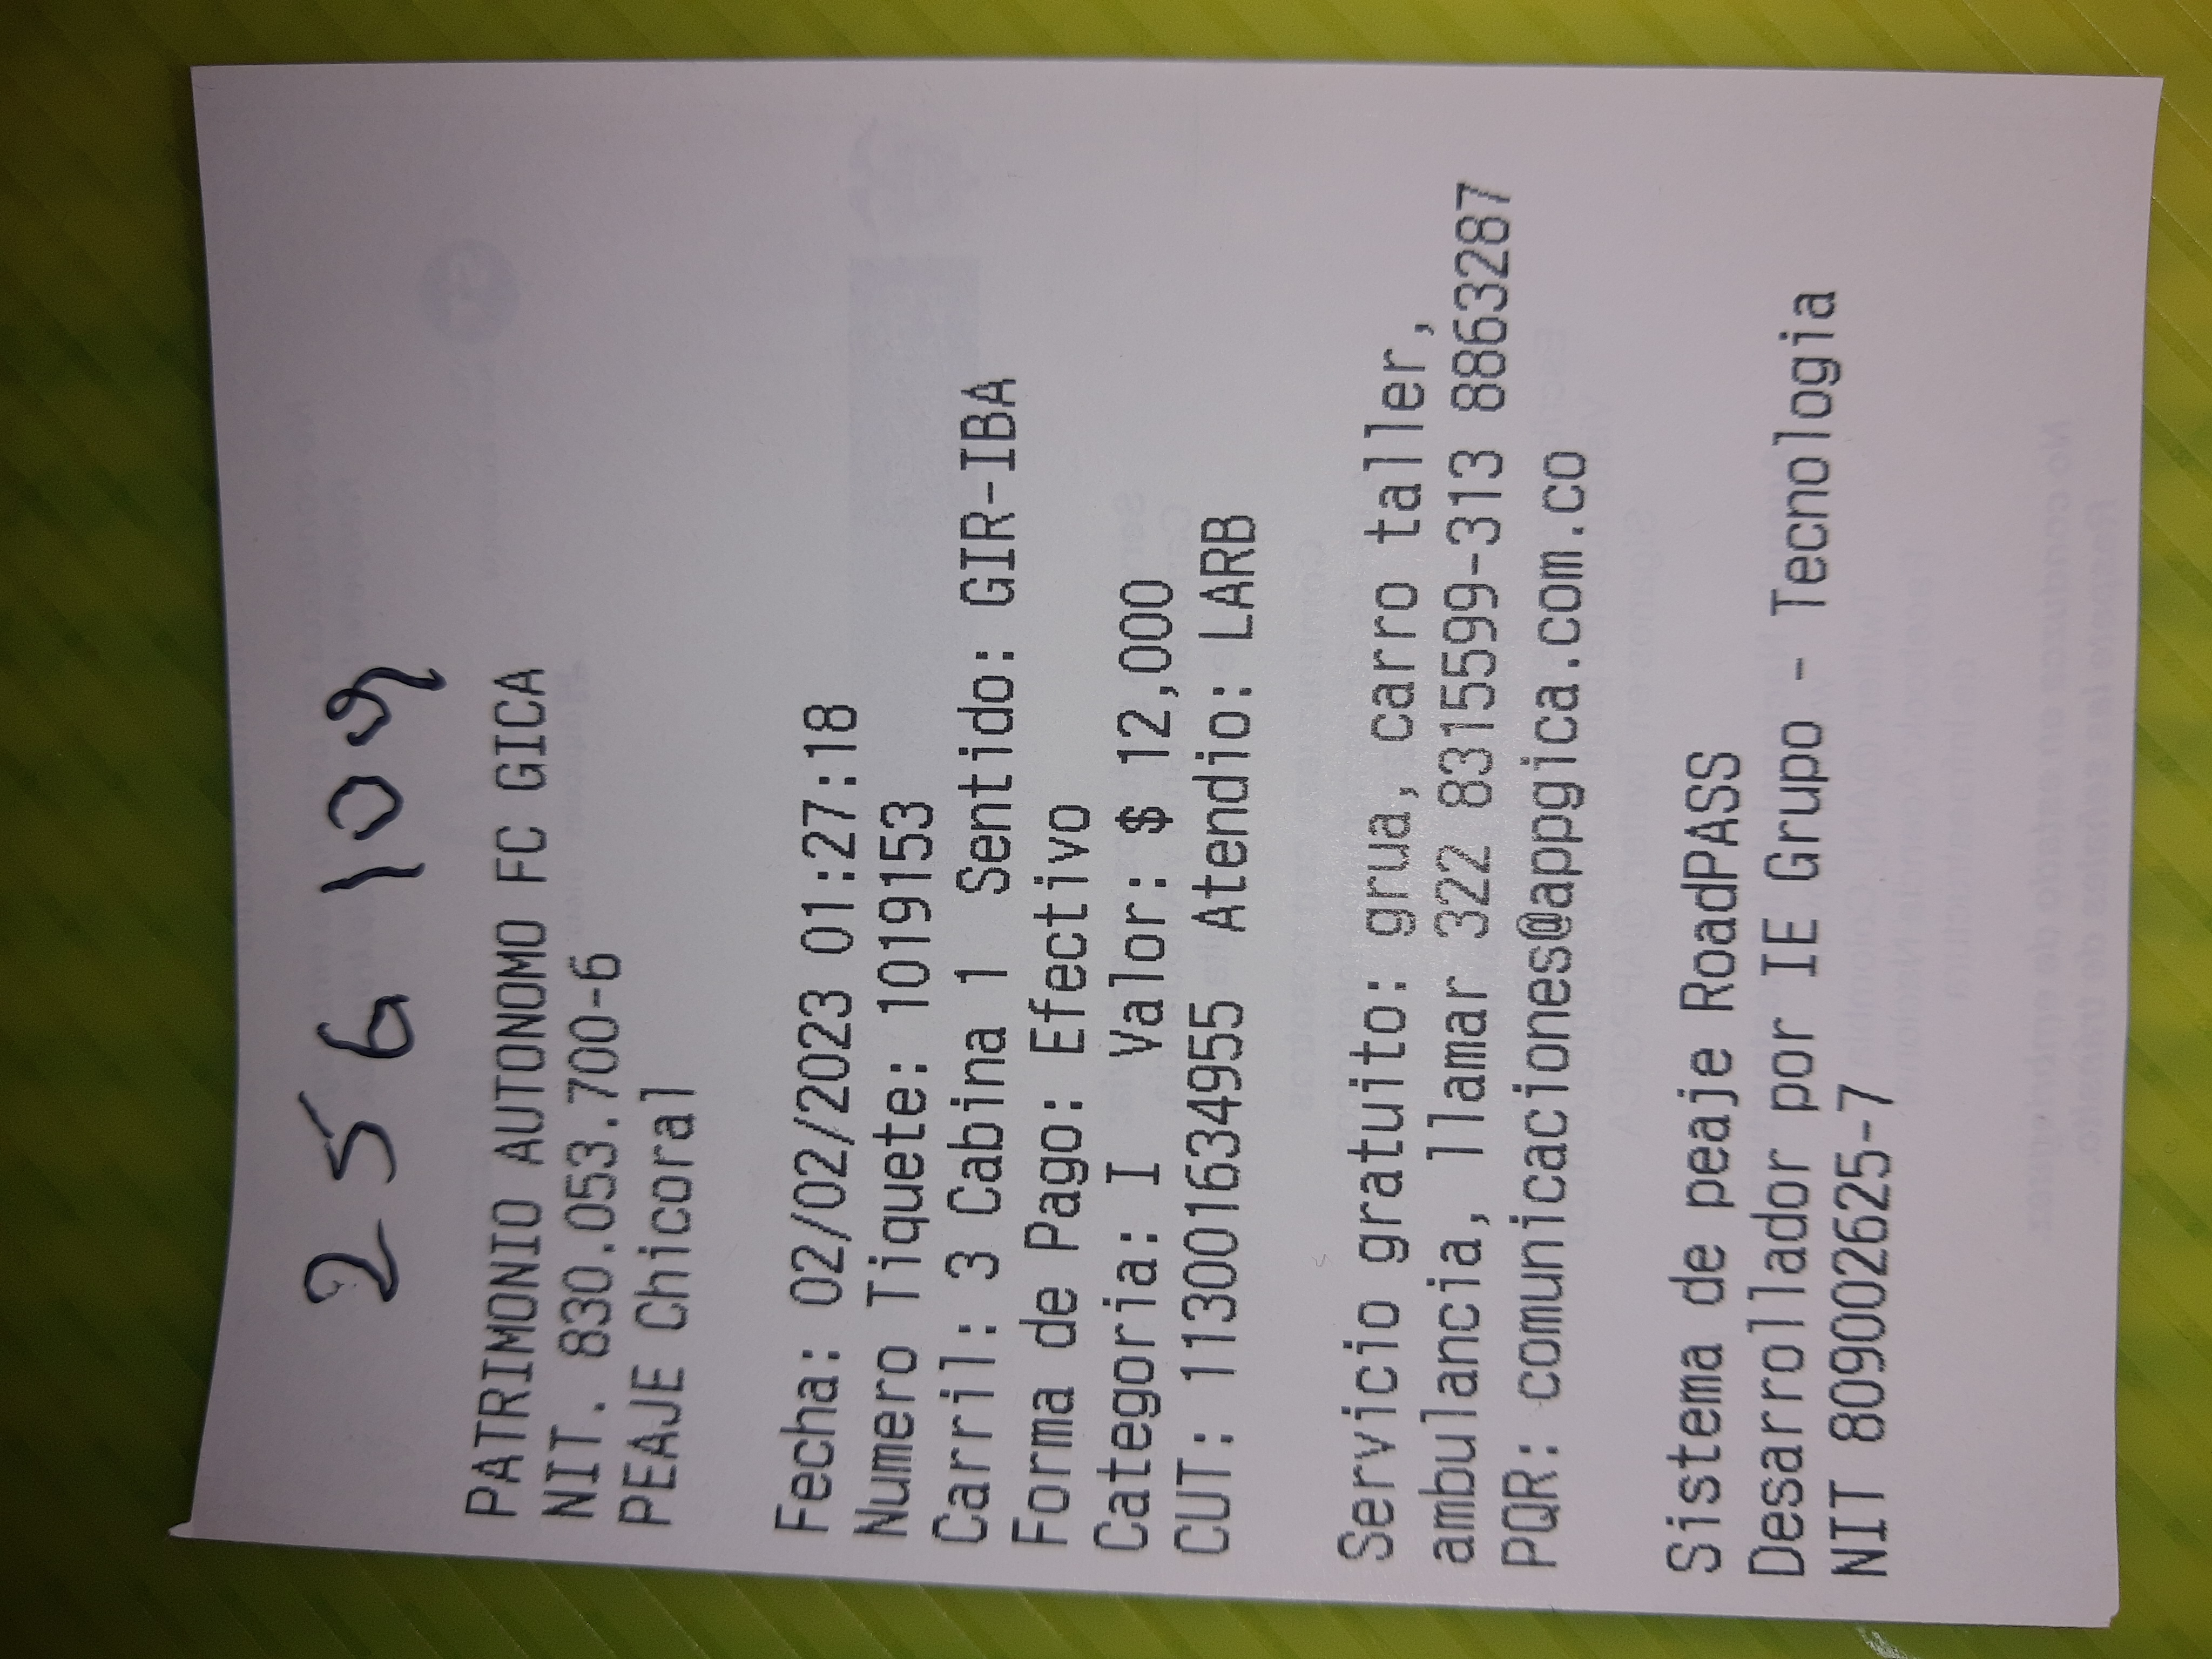 256109
PATRIMONIO AUTONOMO FC GICA
NIT. 830.053.700-6
PEAJE Chicoral
Fecha: 02/02/2023 01:27:18
Numero Tiquete: 1019153
Carril: 3 Cabina 1 Sentido: GIR-IBA
Forma de Pago: Efectivo
Categoria: I Valor: $ 12,000
CUT: 1130016349​55 Atendio: LARB
Servicio gratuito: grua, carro taller,
ambulancia, llamar 322 8315599-313 8863287
PQR: comunicaciones@appgica.com.co
Sistema de peaje RoadPASS
Desarrollador por IE Grupo - Tecnologia
NIT 809002625-7